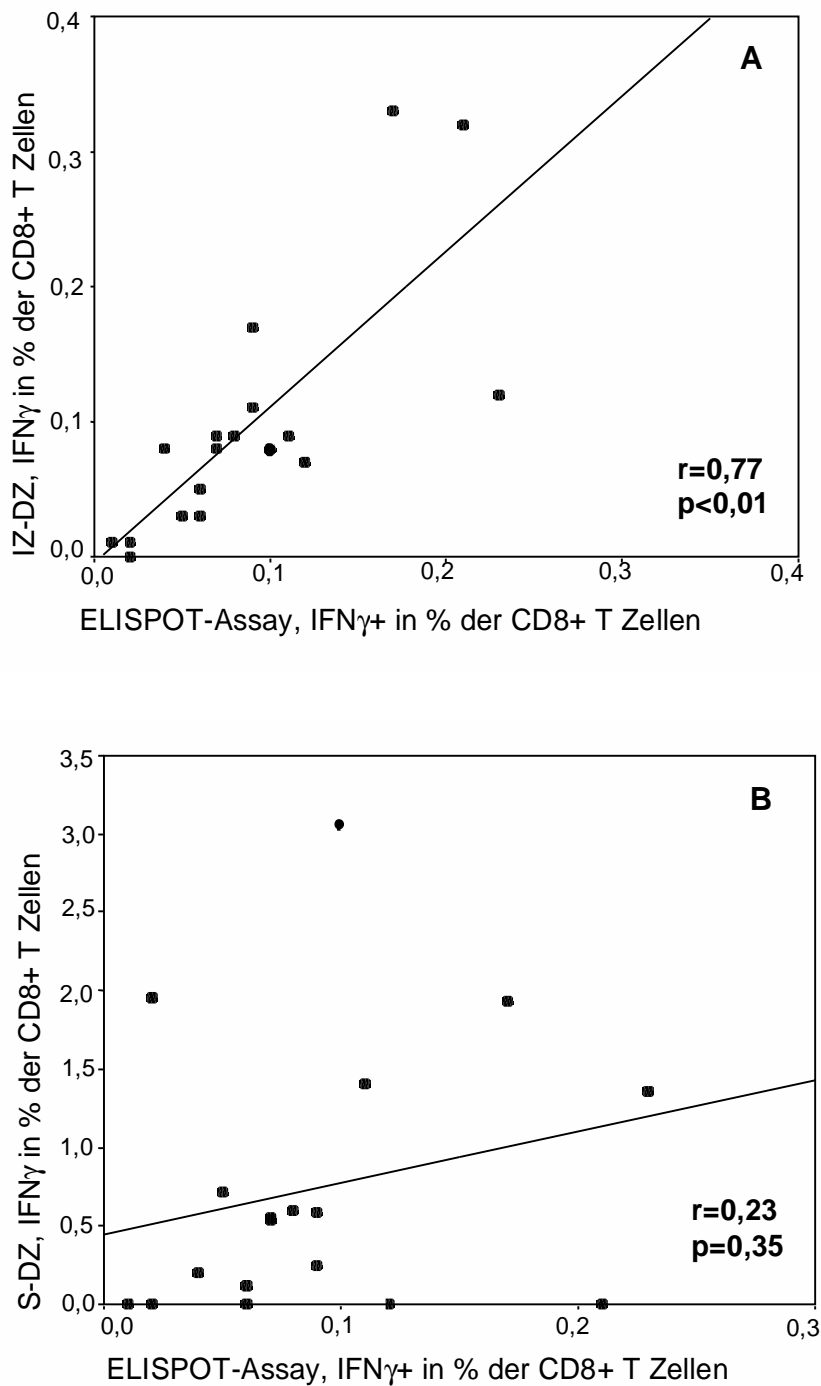 A
IZ-DZ, IFNγ in % der CD8+ T Zellen
0,4
0,3
0,2
0,1
0,0
r=0,77
p<0,01
0,0 0,1 0,2 0,3 0,4
ELISPOT-Assay, IFNγ+ in % der CD8+ T Zellen
B
S-DZ, IFNγ in % der CD8+ T Zellen
3,5
3,0
2,5
2,0
1,5
1,0
0,5
0,0
r=0,23
p=0,35
0,0 0,1 0,2 0,3
ELISPOT-Assay, IFNγ+ in % der CD8+ T Zellen